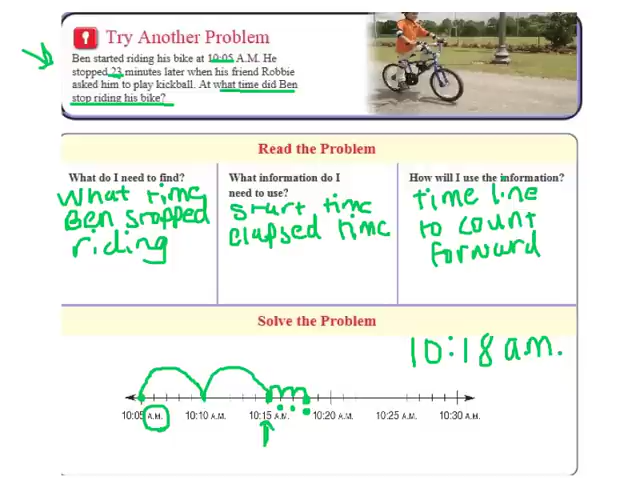 Try Another Problem
Ben started riding his bike at 10:05 A.M. He
stopped 23 minutes later when his friend Robbie
asked him to play kickball. At what time did Ben
stop riding his bike?
Read the Problem
What do I need to find?
What time
Ben stopped
riding
What information do I
need to use?
start time
elapsed time
How will I use the information?
time line
to count
forward
Solve the Problem
10:18 am.
10:05 A.M. 10:10 A.M. 10:15 A.M. 10:20 A.M. 10:25 A.M. 10:30 A.M.